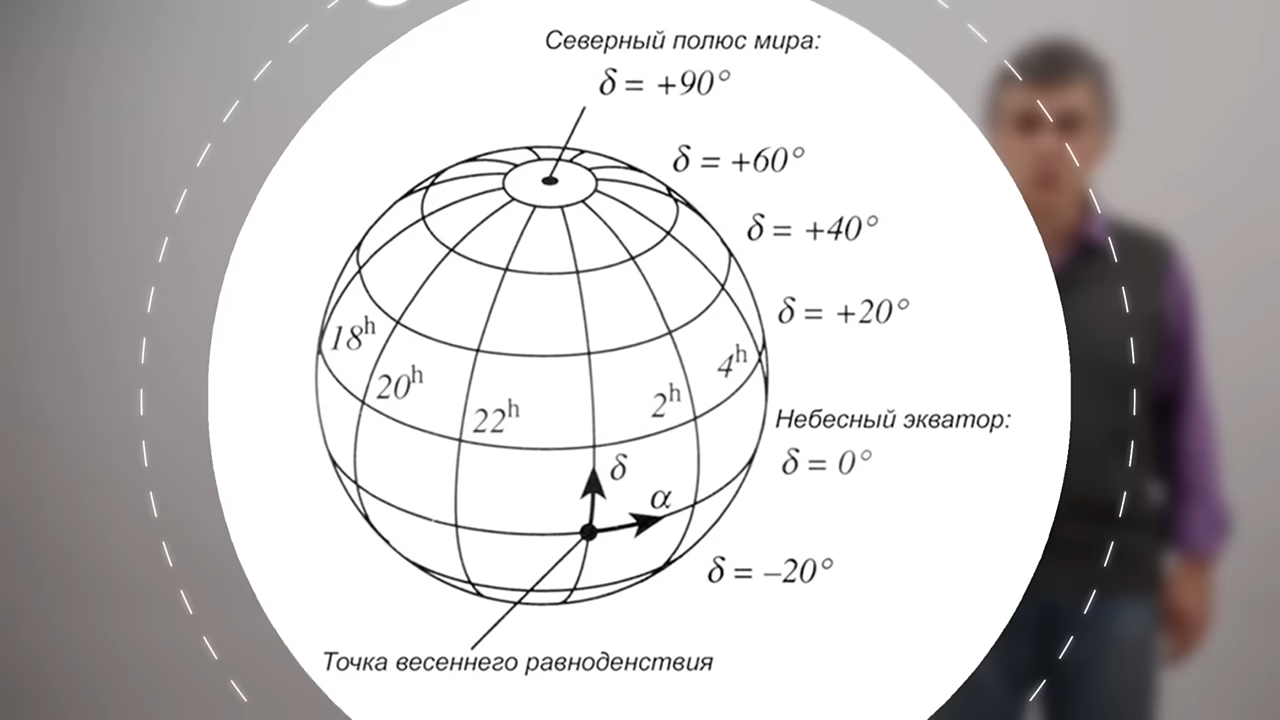 Северный полюс мира:
δ = +90°
δ = +60°
δ = +40°
δ = +20°
18ʰ
20ʰ
22ʰ
2ʰ
4ʰ
Небесный экватор:
δ = 0°
δ
α
δ = –20°
Точка весеннего равноденствия